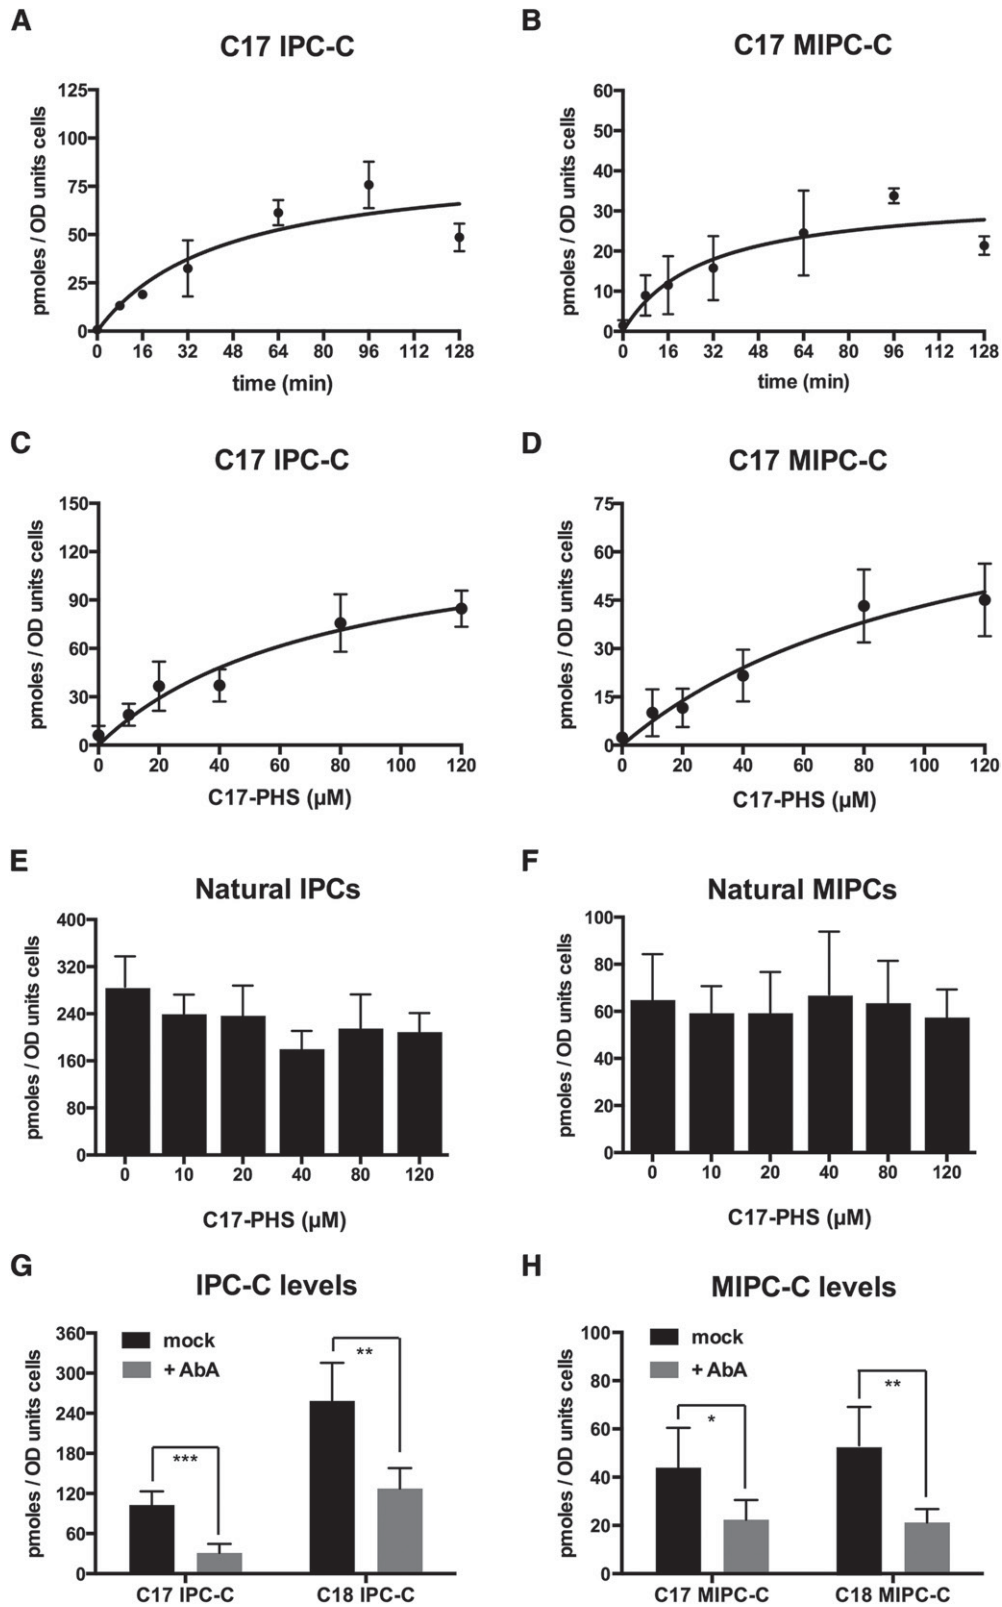 A
C17 IPC-C
pmoles / OD units cells
125
100
75
50
25
0
0 16 32 48 64 80 96 112 128
time (min)
B
C17 MIPC-C
pmoles / OD units cells
60
50
40
30
20
10
0
0 16 32 48 64 80 96 112 128
time (min)
C
C17 IPC-C
pmoles / OD units cells
150
120
90
60
30
0
0 20 40 60 80 100 120
C17-PHS (µM)
D
C17 MIPC-C
pmoles / OD units cells
75
60
45
30
15
0
0 20 40 60 80 100 120
C17-PHS (µM)
E
Natural IPCs
pmoles / OD units cells
400
320
240
160
80
0
0 10 20 40 80 120
C17-PHS (µM)
F
Natural MIPCs
pmoles / OD units cells
100
80
60
40
20
0
0 10 20 40 80 120
C17-PHS (µM)
G
IPC-C levels
pmoles / OD units cells
360
300
240
180
120
60
0
mock
+ AbA
***
**
C17 IPC-C C18 IPC-C
H
MIPC-C levels
pmoles / OD units cells
100
80
60
40
20
0
mock
+ AbA
*
**
C17 MIPC-C C18 MIPC-C